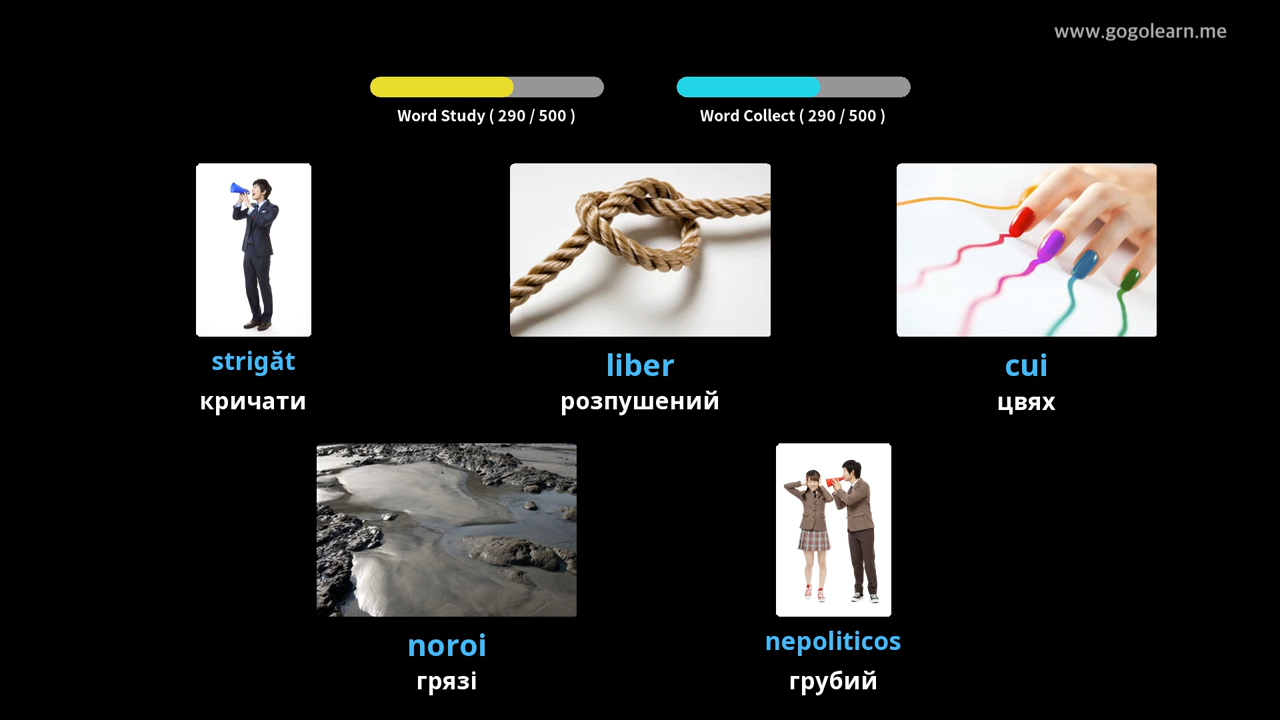 www.gogolearn.me
Word Study ( 290 / 500 )
Word Collect ( 290 / 500 )
strigăt
кричати
liber
розпушений
cui
цвях
noroi
грязі
nepoliticos
грубий